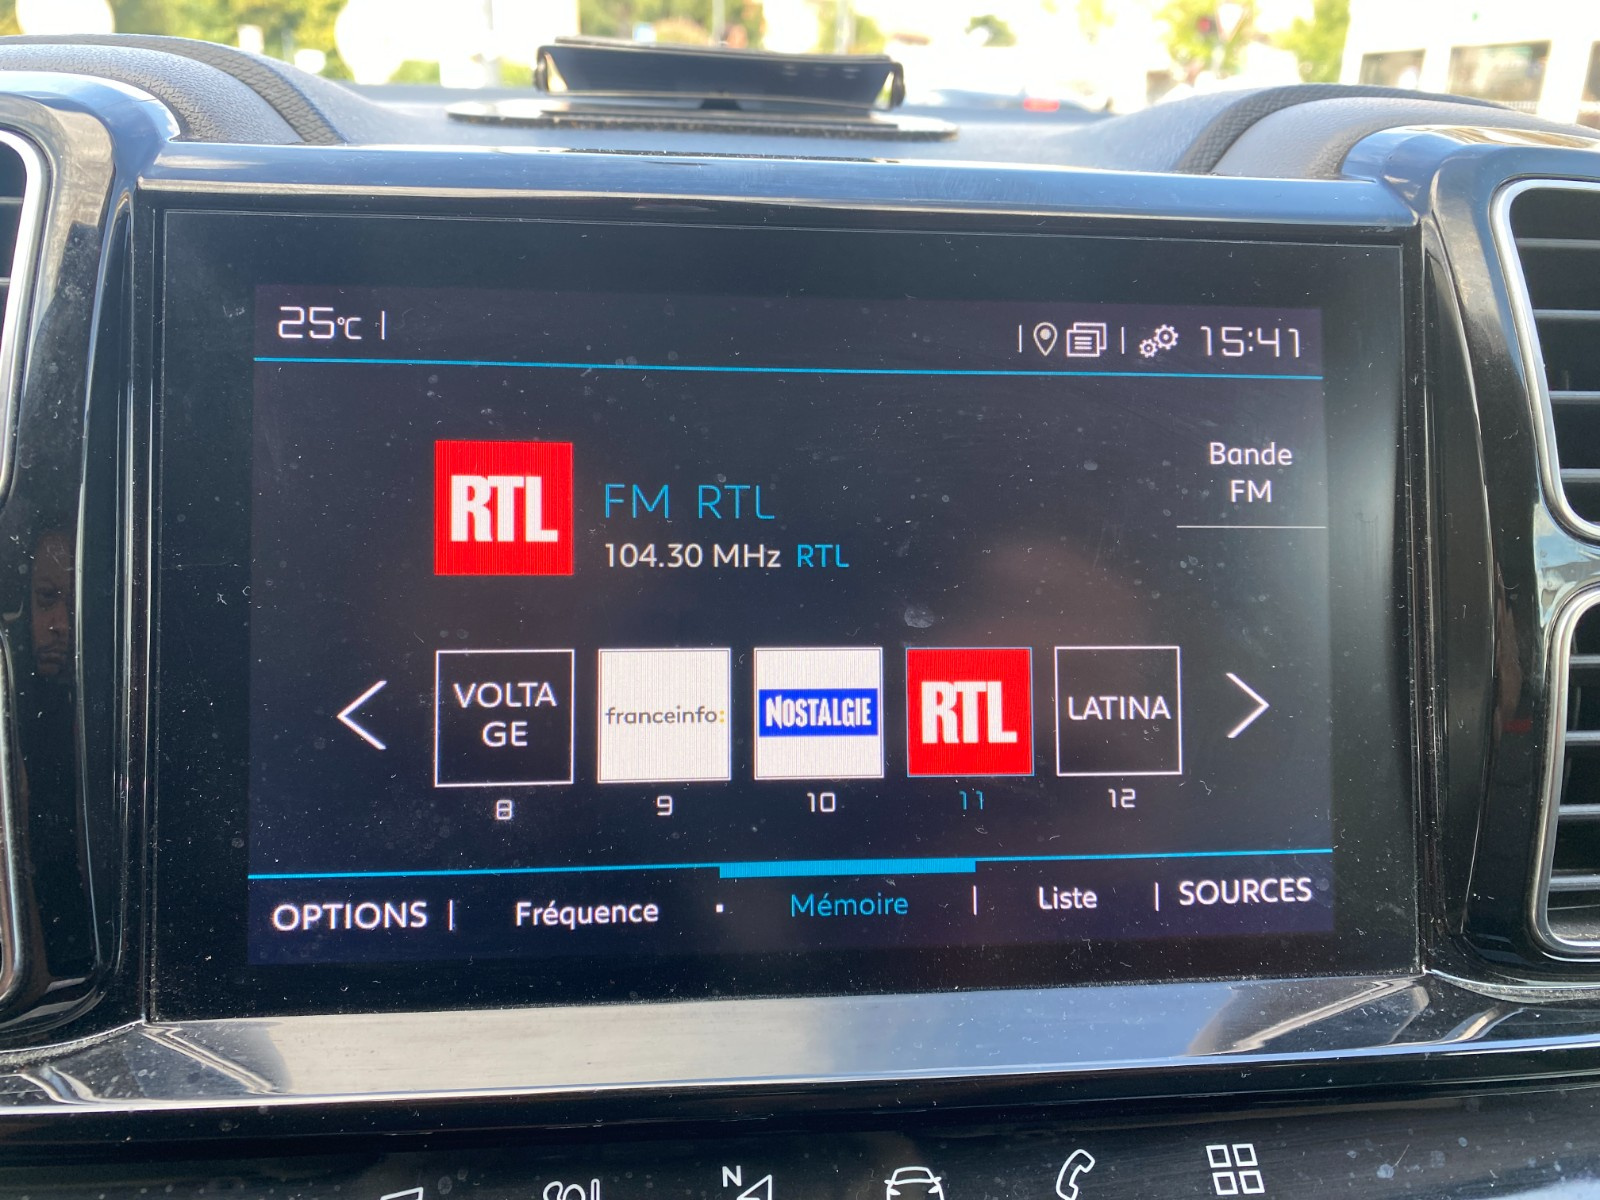 25°C |
| | 15:41
Bande
FM
RTL
FM RTL
104.30 MHz RTL
VOLTA
GE
franceinfo:
NOSTALGIE
RTL
LATINA
8
9
10
11
12
OPTIONS | Fréquence · Mémoire | Liste | SOURCES
N